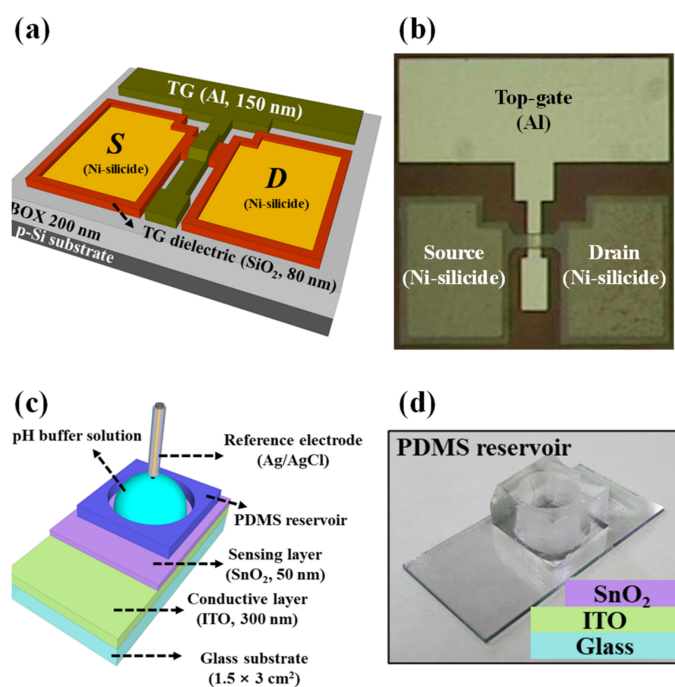 (a)
TG (Al, 150 nm)
S
(Ni-silicide)
D
(Ni-silicide)
BOX 200 nm
TG dielectric (SiO₂, 80 nm)
p-Si substrate
(b)
Top-gate
(Al)
Source
(Ni-silicide)
Drain
(Ni-silicide)
(c)
pH buffer solution
Reference electrode
(Ag/AgCl)
PDMS reservoir
Sensing layer
(SnO₂, 50 nm)
Conductive layer
(ITO, 300 nm)
Glass substrate
(1.5 × 3 cm²)
(d)
PDMS reservoir
SnO₂
ITO
Glass